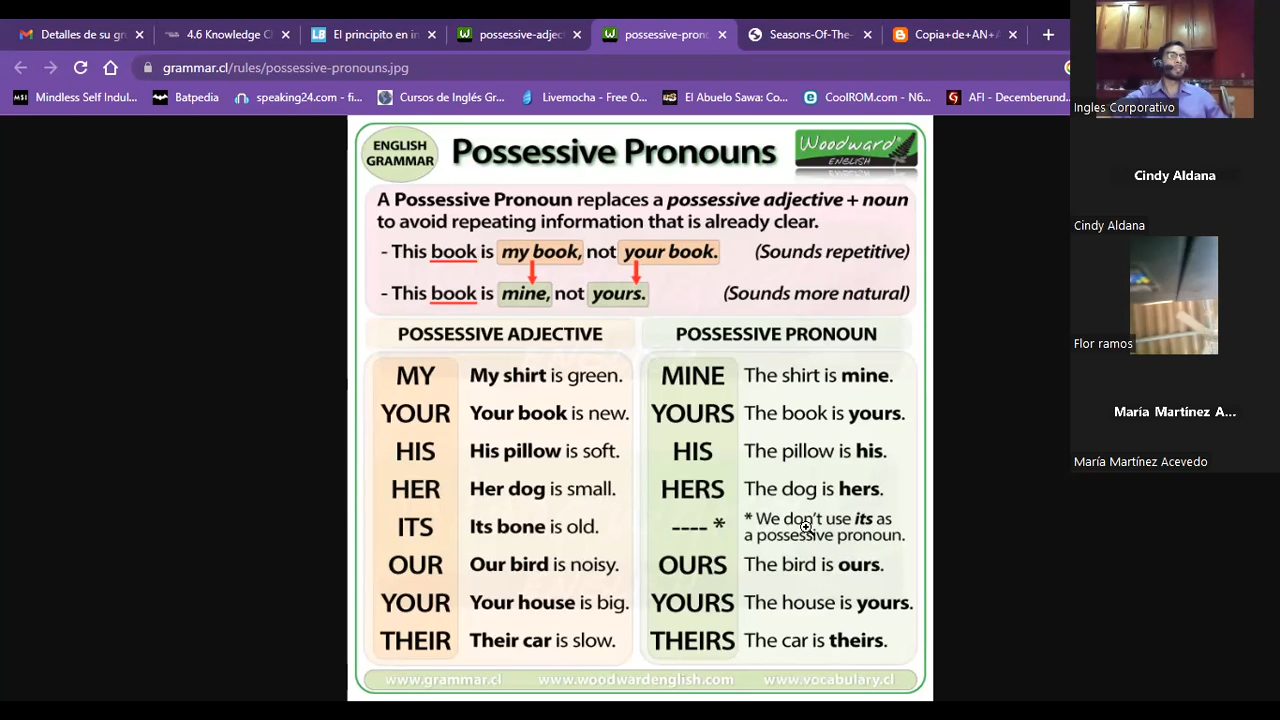 Detalles de su gr
4.6 Knowledge C
El principito en in
possessive-adjec
possessive-prono
Seasons-Of-The-
Copia+de+AN+A
grammar.cl/rules/possessive-pronouns.jpg
Mindless Self Indul...
Batpedia
speaking24.com - fi...
Cursos de Inglés Gr...
Livemocha - Free O...
El Abuelo Sawa: Co...
CoolROM.com - N6...
AFI - Decemberund...
ENGLISH
GRAMMAR
Possessive Pronouns
Woodward
ENGLISH
A Possessive Pronoun replaces a possessive adjective + noun
to avoid repeating information that is already clear.
- This book is my book, not your book. (Sounds repetitive)
- This book is mine, not yours. (Sounds more natural)
POSSESSIVE ADJECTIVE
POSSESSIVE PRONOUN
MY My shirt is green. MINE The shirt is mine.
YOUR Your book is new. YOURS The book is yours.
HIS His pillow is soft. HIS The pillow is his.
HER Her dog is small. HERS The dog is hers.
ITS Its bone is old. ---- * * We don't use its as
a possessive pronoun.
OUR Our bird is noisy. OURS The bird is ours.
YOUR Your house is big. YOURS The house is yours.
THEIR Their car is slow. THEIRS The car is theirs.
www.grammar.cl www.woodwardenglish.com www.vocabulary.cl
Ingles Corporativo
Cindy Aldana
Cindy Aldana
Flor ramos
María Martínez A...
María Martínez Acevedo